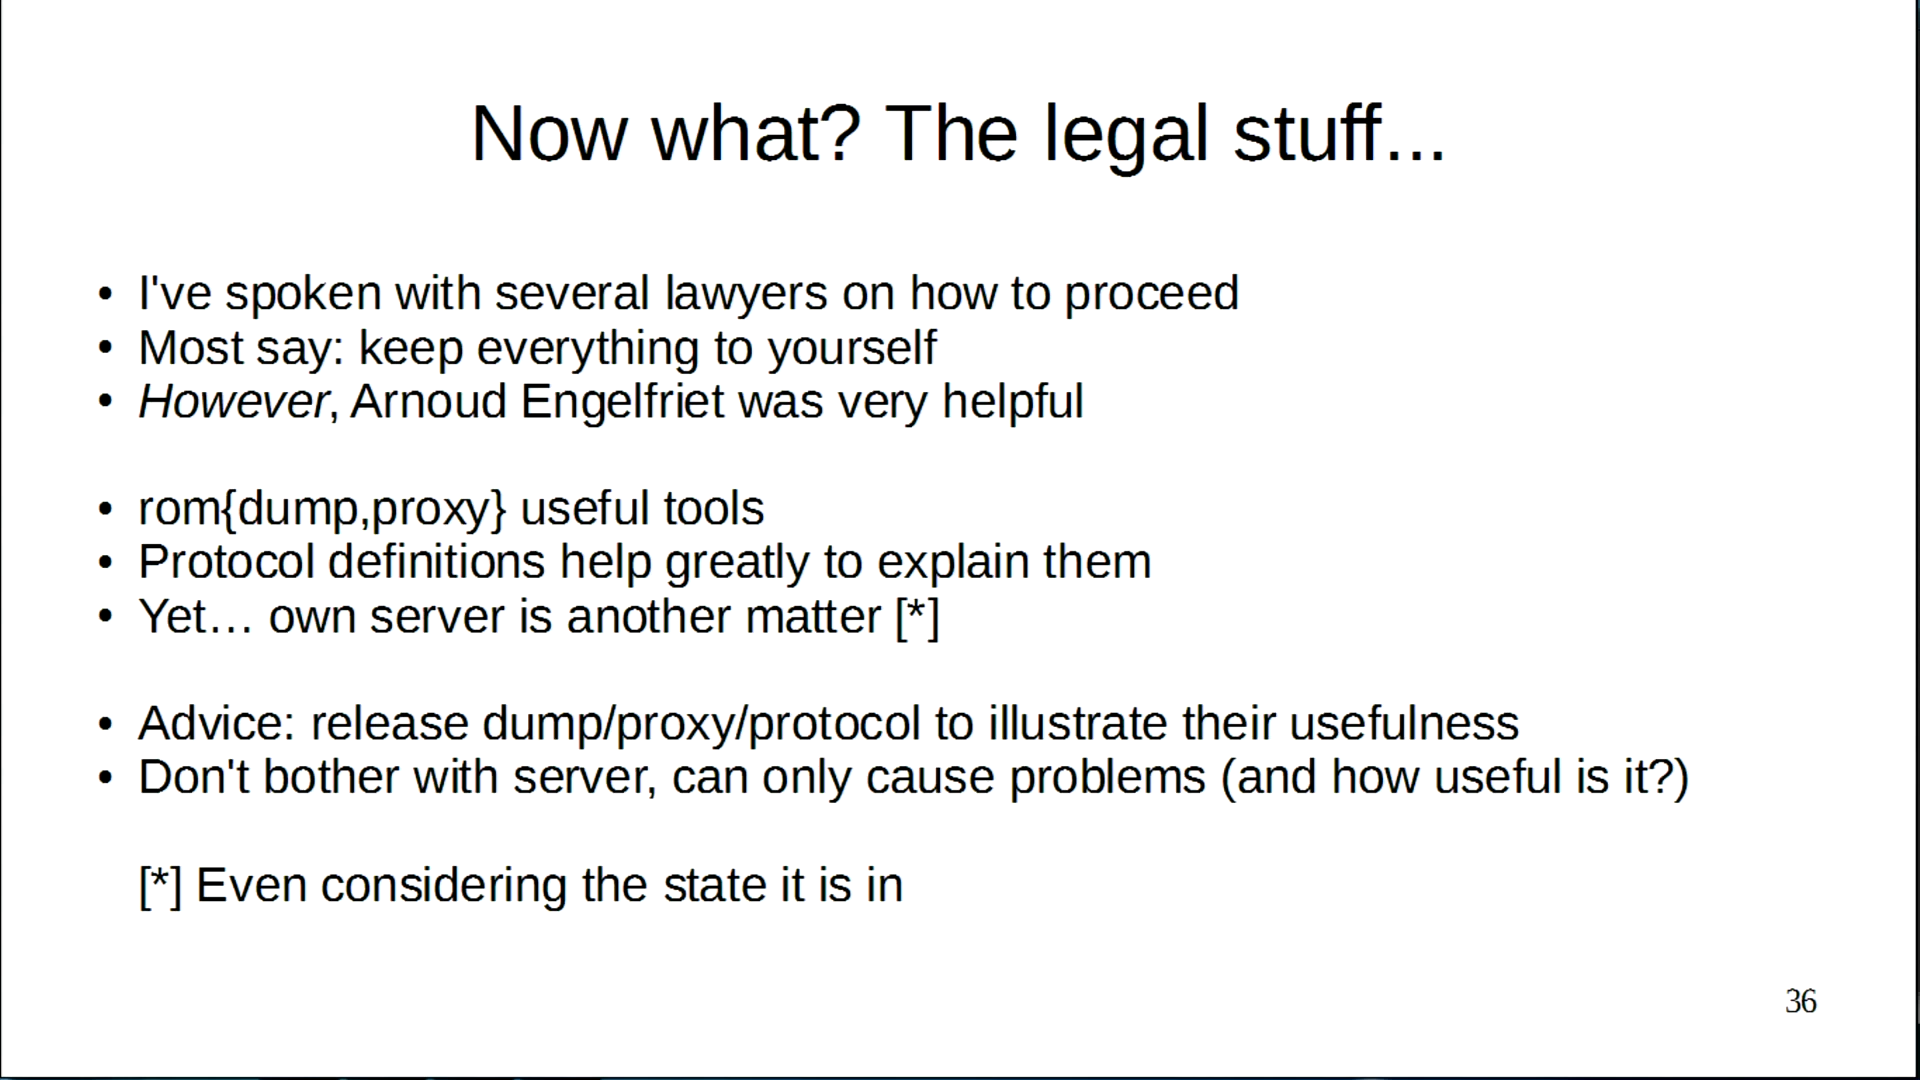 Now what? The legal stuff...
• I've spoken with several lawyers on how to proceed
• Most say: keep everything to yourself
• However, Arnoud Engelfriet was very helpful
• rom{dump,proxy} useful tools
• Protocol definitions help greatly to explain them
• Yet… own server is another matter [*]
• Advice: release dump/proxy/protocol to illustrate their usefulness
• Don't bother with server, can only cause problems (and how useful is it?)
[*] Even considering the state it is in
36